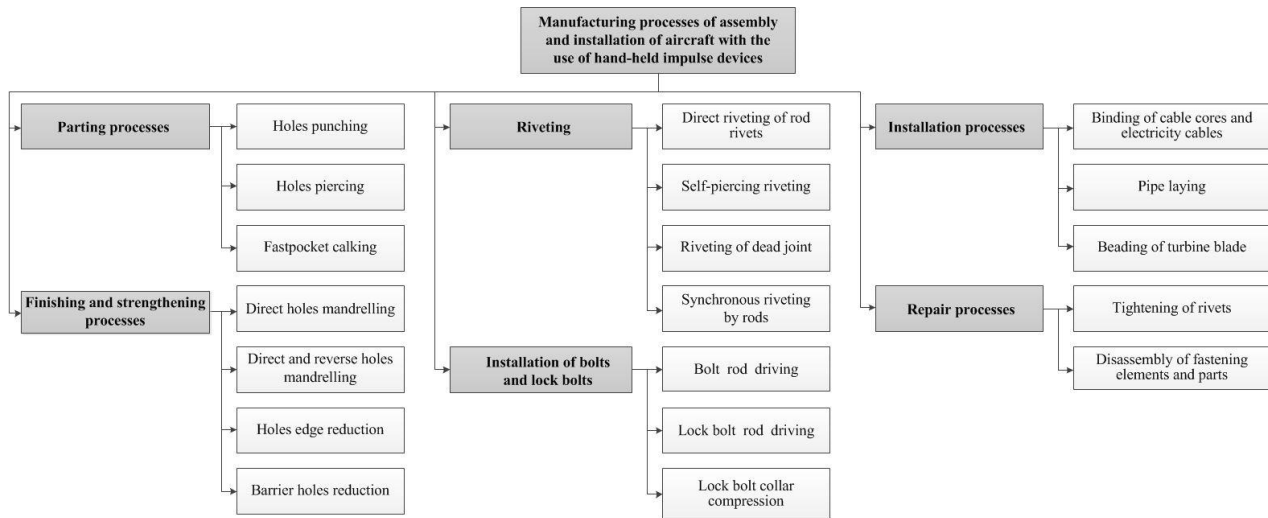 Manufacturing processes of assembly
and installation of aircraft with the
use of hand-held impulse devices
Parting processes
Holes punching
Holes piercing
Fastpocket calking
Finishing and strengthening
processes
Direct holes mandrelling
Direct and reverse holes
mandrelling
Holes edge reduction
Barrier holes reduction
Riveting
Direct riveting of rod
rivets
Self-piercing riveting
Riveting of dead joint
Synchronous riveting
by rods
Installation of bolts
and lock bolts
Bolt rod driving
Lock bolt rod driving
Lock bolt collar
compression
Installation processes
Binding of cable cores and
electricity cables
Pipe laying
Beading of turbine blade
Repair processes
Tightening of rivets
Disassembly of fastening
elements and parts